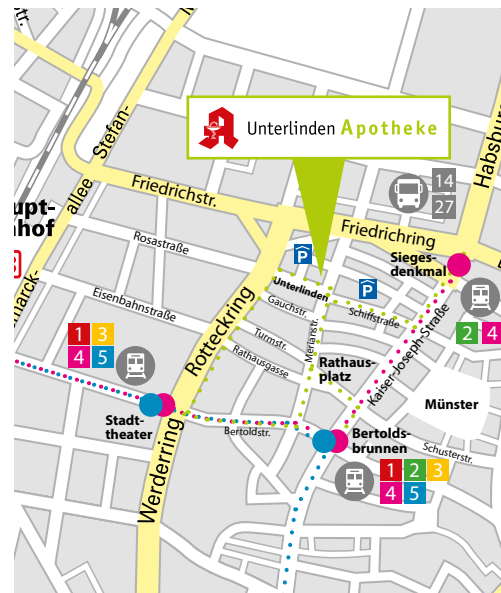 tr.
Stefan-
Habsburg
Unterlinden Apotheke
14
27
allee
upt-
hof
Friedrichstr.
Friedrichring
Sieges-
denkmal
Rosastraße
P
P
Unterlinden
Gauchstr.
Schiffstraße
2 4
marck-
Eisenbahnstraße
Rotteckring
Turmstr.
Merianstr.
Kaiser-Joseph-Straße
1 3
4 5
Rathausgasse
Rathaus-
platz
Münster
Stadt-
theater
Bertoldstr.
Bertolds-
brunnen
Schusterstr.
Werderring
1 2 3
4 5